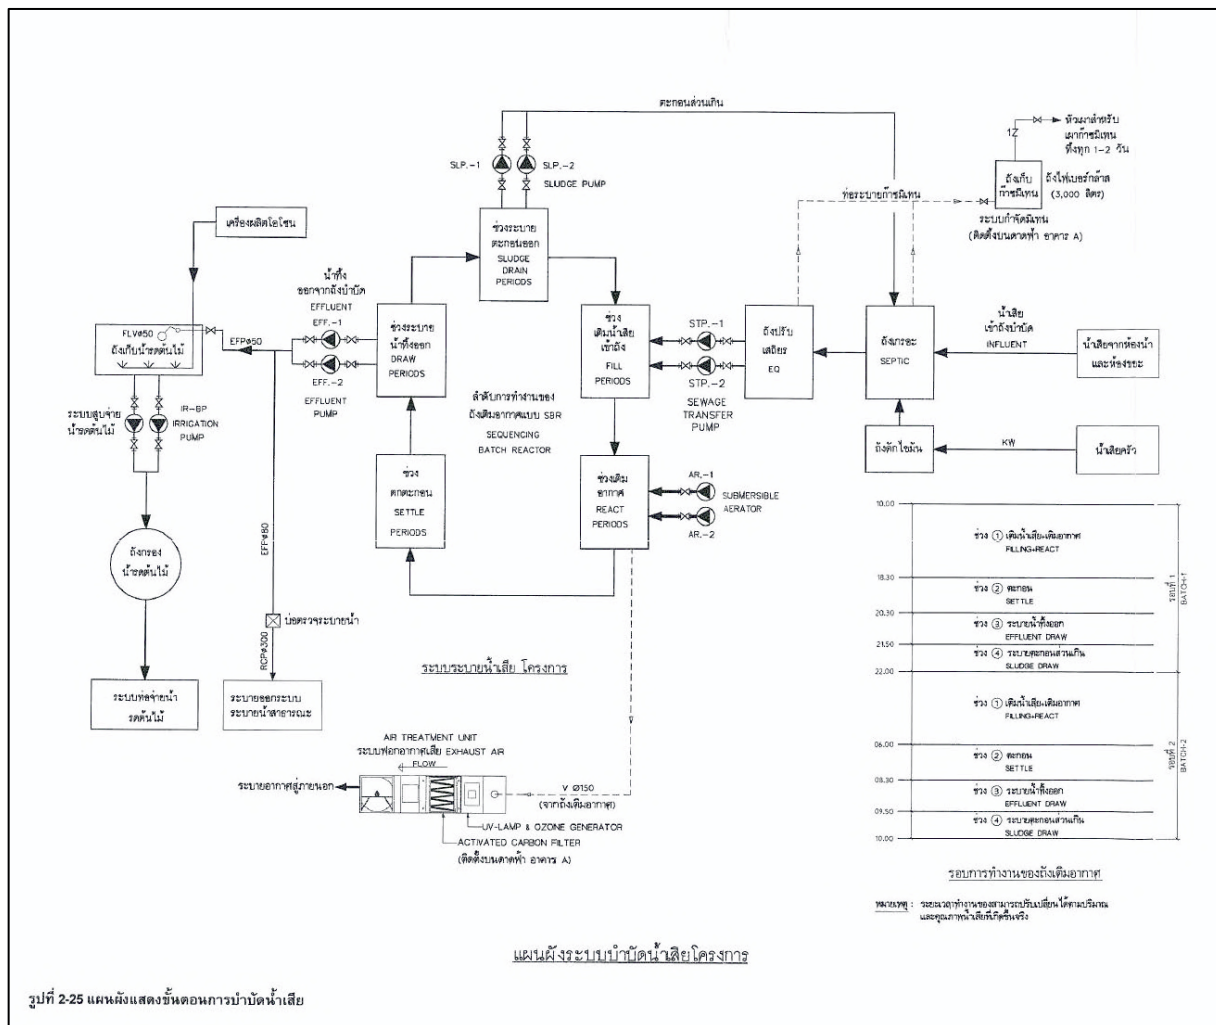 ตะกอนส่วนเกิน
หัวเผาสำหรับ
เผาก๊าซมีเทน
ทิ้งทุก 1-2 วัน
SLP.-1
SLP.-2
SLUDGE PUMP
ถังเก็บ
ก๊าซมีเทน
ถังไฟเบอร์กล๊าส
(3,000 ลิตร)
ท่อระบายก๊าซมีเทน
ระบบกำจัดมีเทน
(ติดตั้งบนดาดฟ้า อาคาร A)
เครื่องผลิตโอโซน
ช่วงระบาย
ตะกอนออก
SLUDGE
DRAIN
PERIODS
น้ำทิ้ง
ออกจากถังบำบัด
EFFLUENT
EFF.-1
EFF.-2
EFFLUENT
PUMP
ช่วงระบาย
น้ำทิ้งออก
DRAW
PERIODS
ช่วง
เติมน้ำเสีย
เข้าถัง
FILL
PERIODS
STP.-1
STP.-2
SEWAGE
TRANSFER
PUMP
ถังปรับ
เสถียร
EQ
ถังเกรอะ
SEPTIC
น้ำเสีย
เข้าถังบำบัด
INFLUENT
น้ำเสียจากห้องน้ำ
และห้องขยะ
FLVø50
ถังเก็บน้ำรดต้นไม้
EFPø50
ระบบสูบจ่าย
น้ำรดต้นไม้
IR-BP
IRRIGATION
PUMP
ลำดับการทำงานของ
ถังเติมอากาศแบบ SBR
SEQUENCING
BATCH REACTOR
ถังดักไขมัน
KW
น้ำเสียครัว
ช่วง
ตกตะกอน
SETTLE
PERIODS
ช่วงเติม
อากาศ
REACT
PERIODS
AR.-1
AR.-2
SUBMERSIBLE
AERATOR
EFPø80
ถังกรอง
น้ำรดต้นไม้
บ่อตรวจระบายน้ำ
RCPø300
ระบบท่อจ่ายน้ำ
รดต้นไม้
ระบายออกระบบ
ระบายน้ำสาธารณะ
ระบบระบายน้ำเสีย โครงการ
AIR TREATMENT UNIT
ระบบฟอกอากาศเสีย EXHAUST AIR
FLOW
ระบายอากาศสู่ภายนอก
V Ø150
(จากถังเติมอากาศ)
UV-LAMP & OZONE GENERATOR
ACTIVATED CARBON FILTER
(ติดตั้งบนดาดฟ้า อาคาร A)
10.00
ช่วง 1 เติมน้ำเสีย+เติมอากาศ
FILLING+REACT
18.30
ช่วง 2 ตะกอน
SETTLE
20.30
ช่วง 3 ระบายน้ำทิ้งออก
EFFLUENT DRAW
21.50
ช่วง 4 ระบายตะกอนส่วนเกิน
SLUDGE DRAW
22.00
รอบที่ 1
BATCH-1
ช่วง 1 เติมน้ำเสีย+เติมอากาศ
FILLING+REACT
06.00
ช่วง 2 ตะกอน
SETTLE
08.30
ช่วง 3 ระบายน้ำทิ้งออก
EFFLUENT DRAW
09.50
ช่วง 4 ระบายตะกอนส่วนเกิน
SLUDGE DRAW
10.00
รอบที่ 2
BATCH-2
รอบการทำงานของถังเติมอากาศ
หมายเหตุ : ระยะเวลาทำงานของสามารถปรับเปลี่ยนได้ตามปริมาณ
และคุณภาพน้ำเสียที่เกิดขึ้นจริง
แผนผังระบบบำบัดน้ำเสียโครงการ
รูปที่ 2-25 แผนผังแสดงขั้นตอนการบำบัดน้ำเสีย